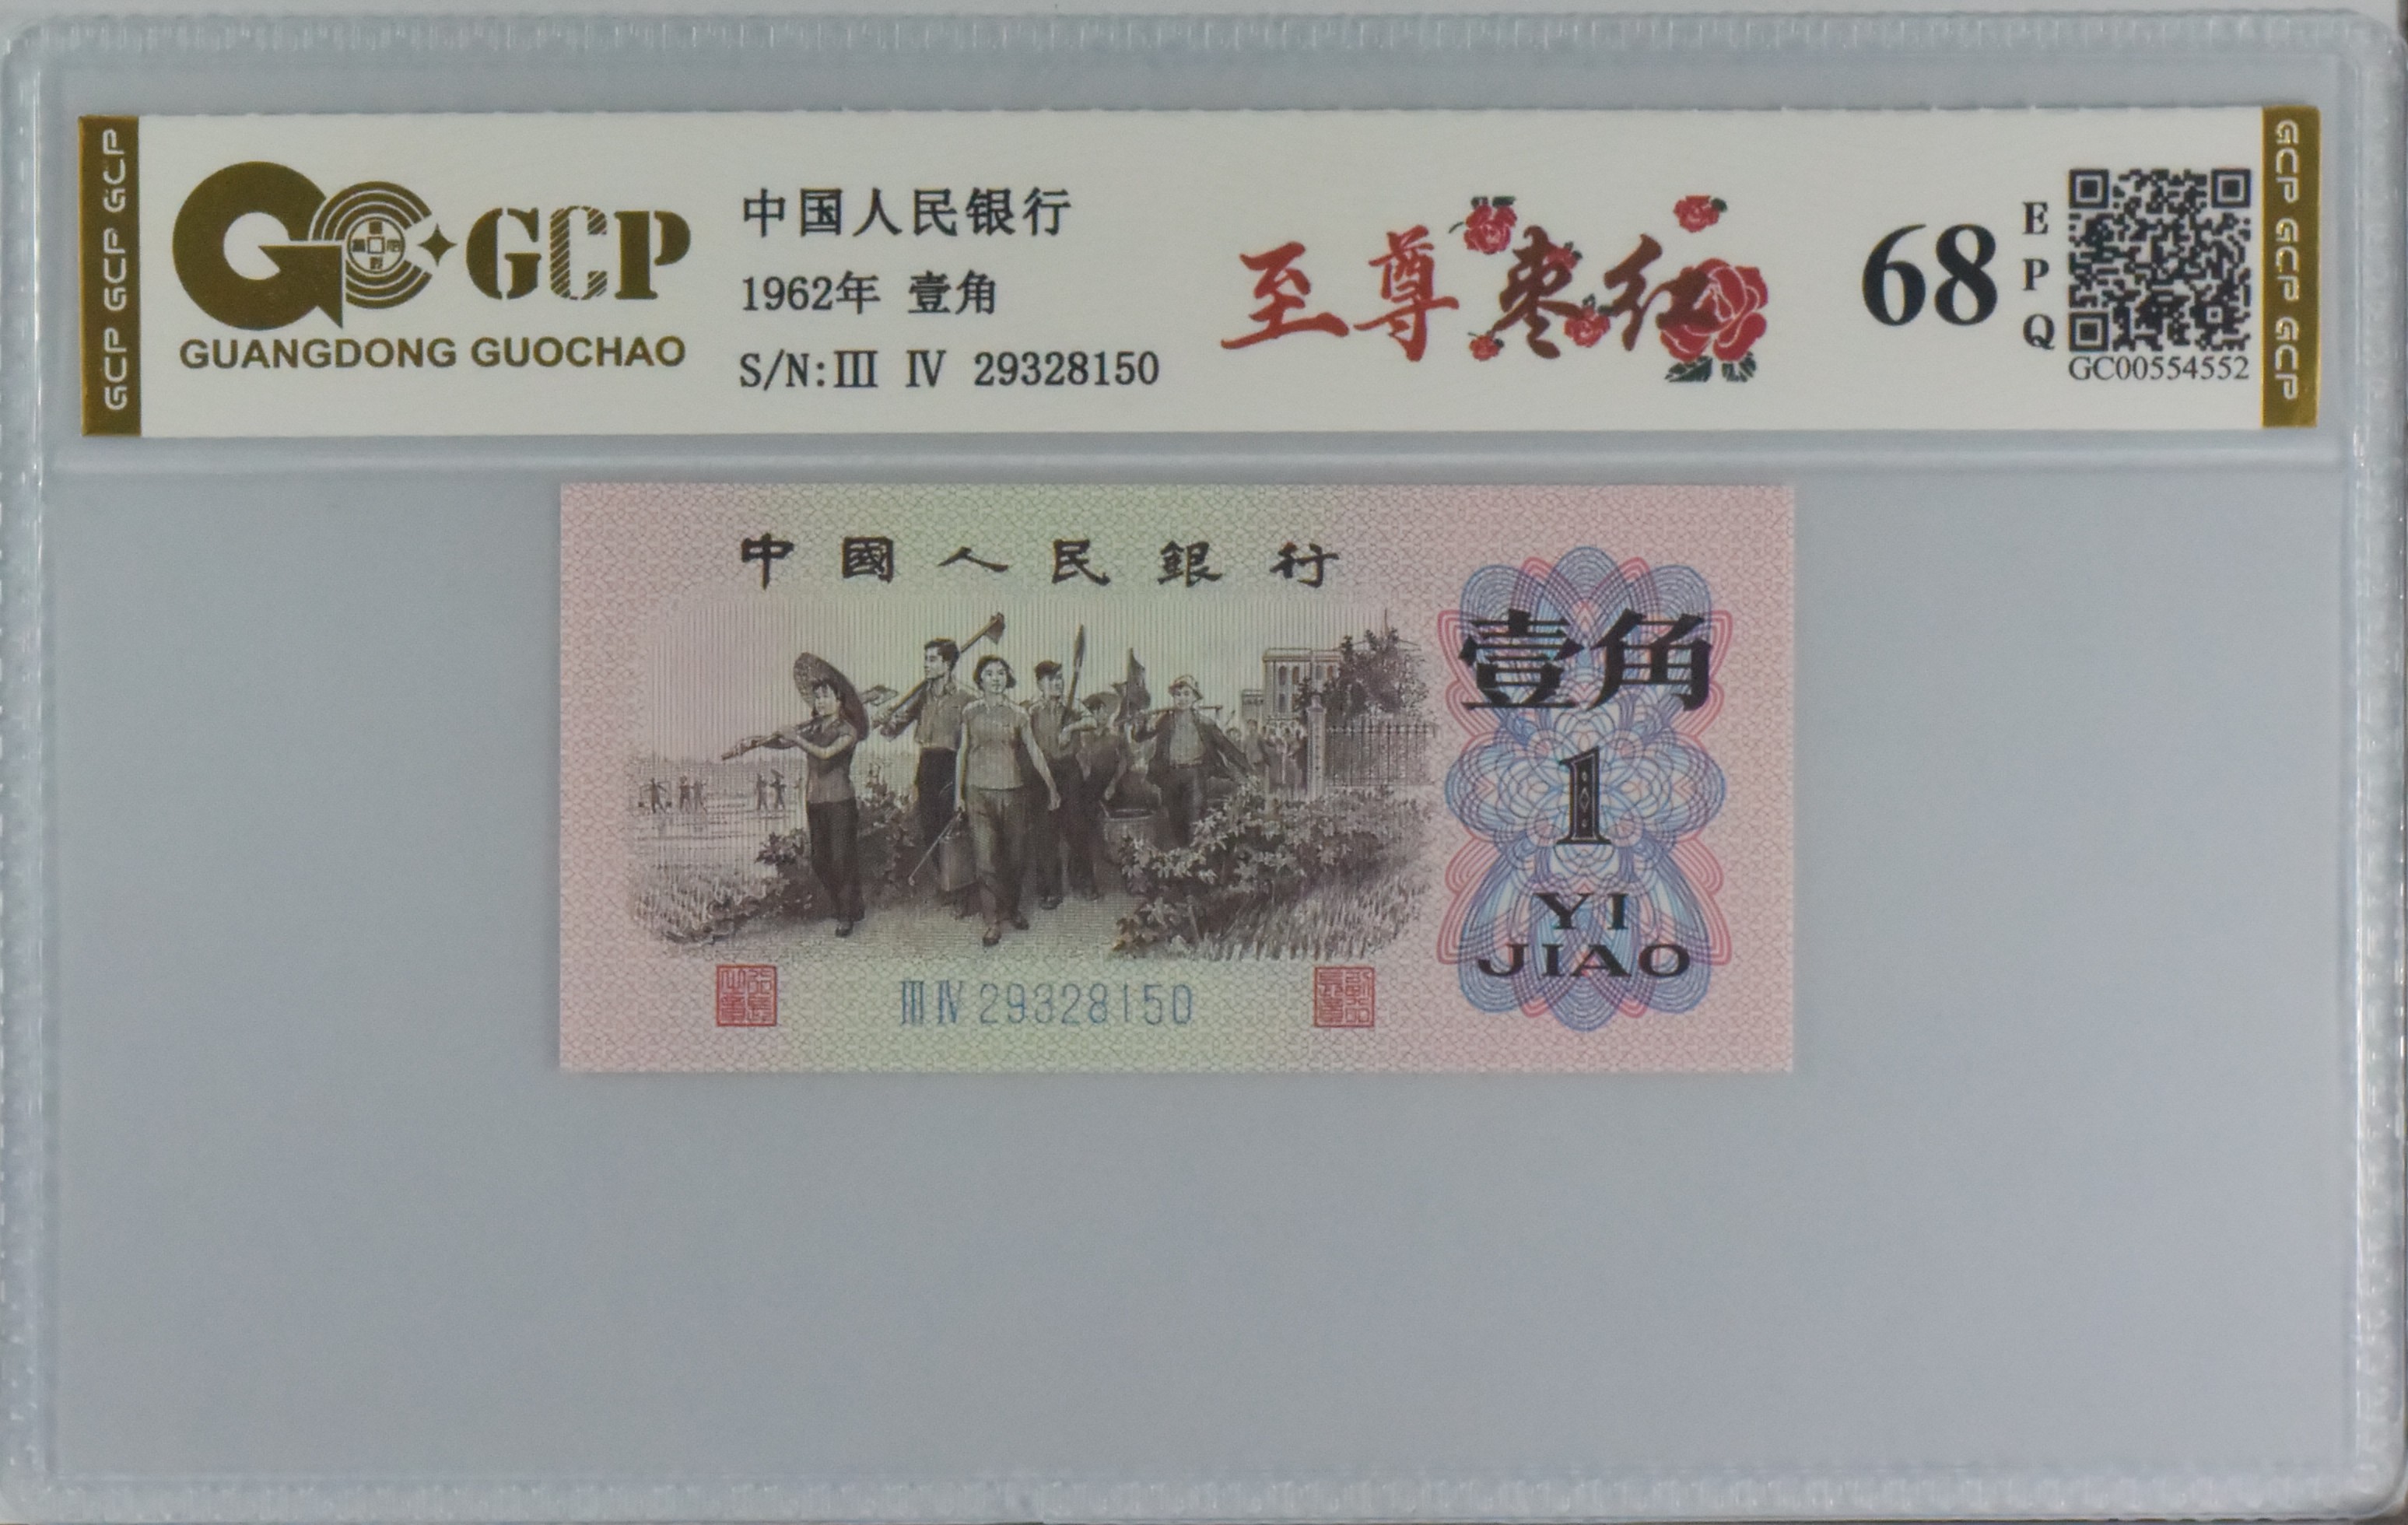 GCP GCP GCP
GCP
GUANGDONG GUOCHAO
中国人民银行
1962年 壹角
S/N:Ⅲ Ⅳ 29328150
至尊枣红
68
EPQ
GC00554552
GCP GCP GCP
中國人民銀行
壹角
1
YI
JIAO
Ⅲ Ⅳ 29328150